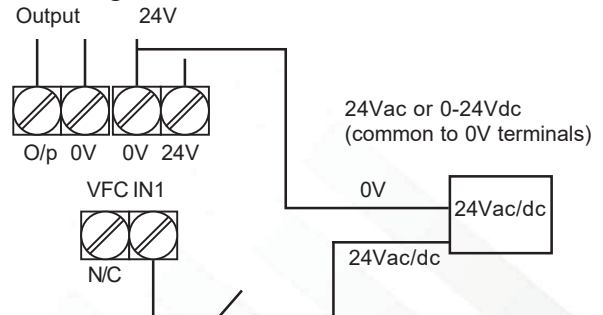 Output 24V
O/p 0V 0V 24V
VFC IN1
N/C
24Vac or 0-24Vdc
(common to 0V terminals)
0V
24Vac/dc
24Vac/dc